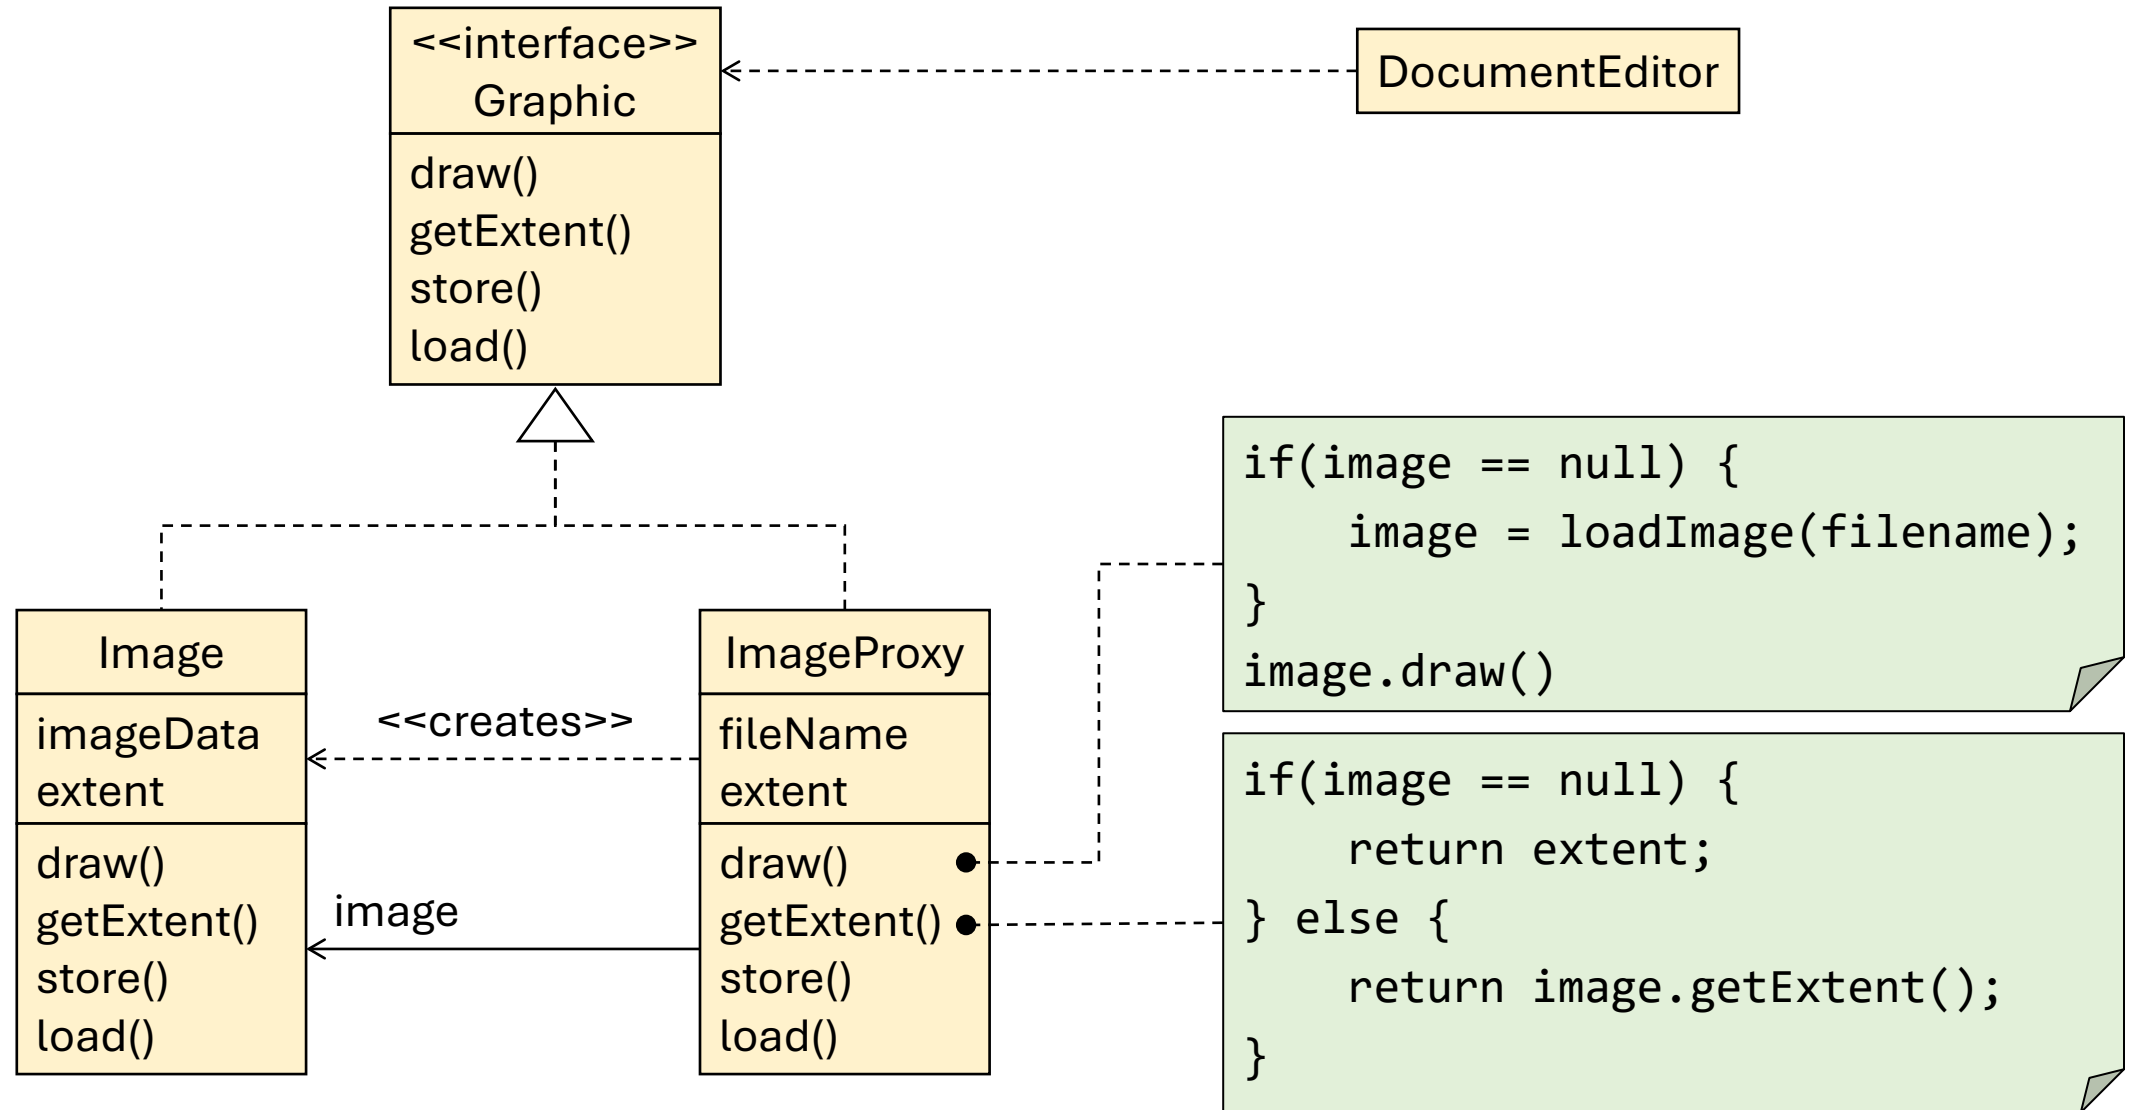 <<interface>>
Graphic
draw()
getExtent()
store()
load()
DocumentEditor
Image
imageData
extent
draw()
getExtent()
store()
load()
<<creates>>
image
ImageProxy
fileName
extent
draw()
getExtent()
store()
load()
if(image == null) {
    image = loadImage(filename);
}
image.draw()
if(image == null) {
    return extent;
} else {
    return image.getExtent();
}